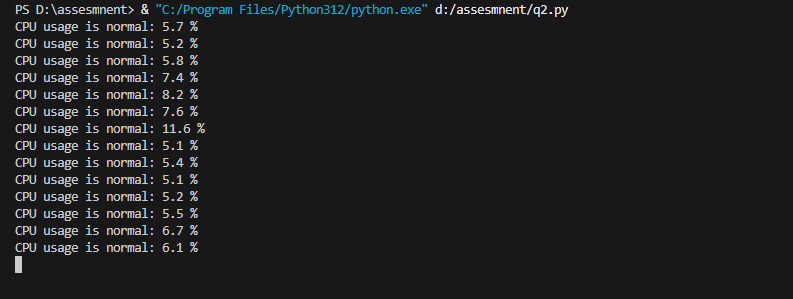 PS D:\assesmnent> & "C:/Program Files/Python312/python.exe" d:/assesmnent/q2.py
CPU usage is normal: 5.7 %
CPU usage is normal: 5.2 %
CPU usage is normal: 5.8 %
CPU usage is normal: 7.4 %
CPU usage is normal: 8.2 %
CPU usage is normal: 7.6 %
CPU usage is normal: 11.6 %
CPU usage is normal: 5.1 %
CPU usage is normal: 5.4 %
CPU usage is normal: 5.1 %
CPU usage is normal: 5.2 %
CPU usage is normal: 5.5 %
CPU usage is normal: 6.7 %
CPU usage is normal: 6.1 %